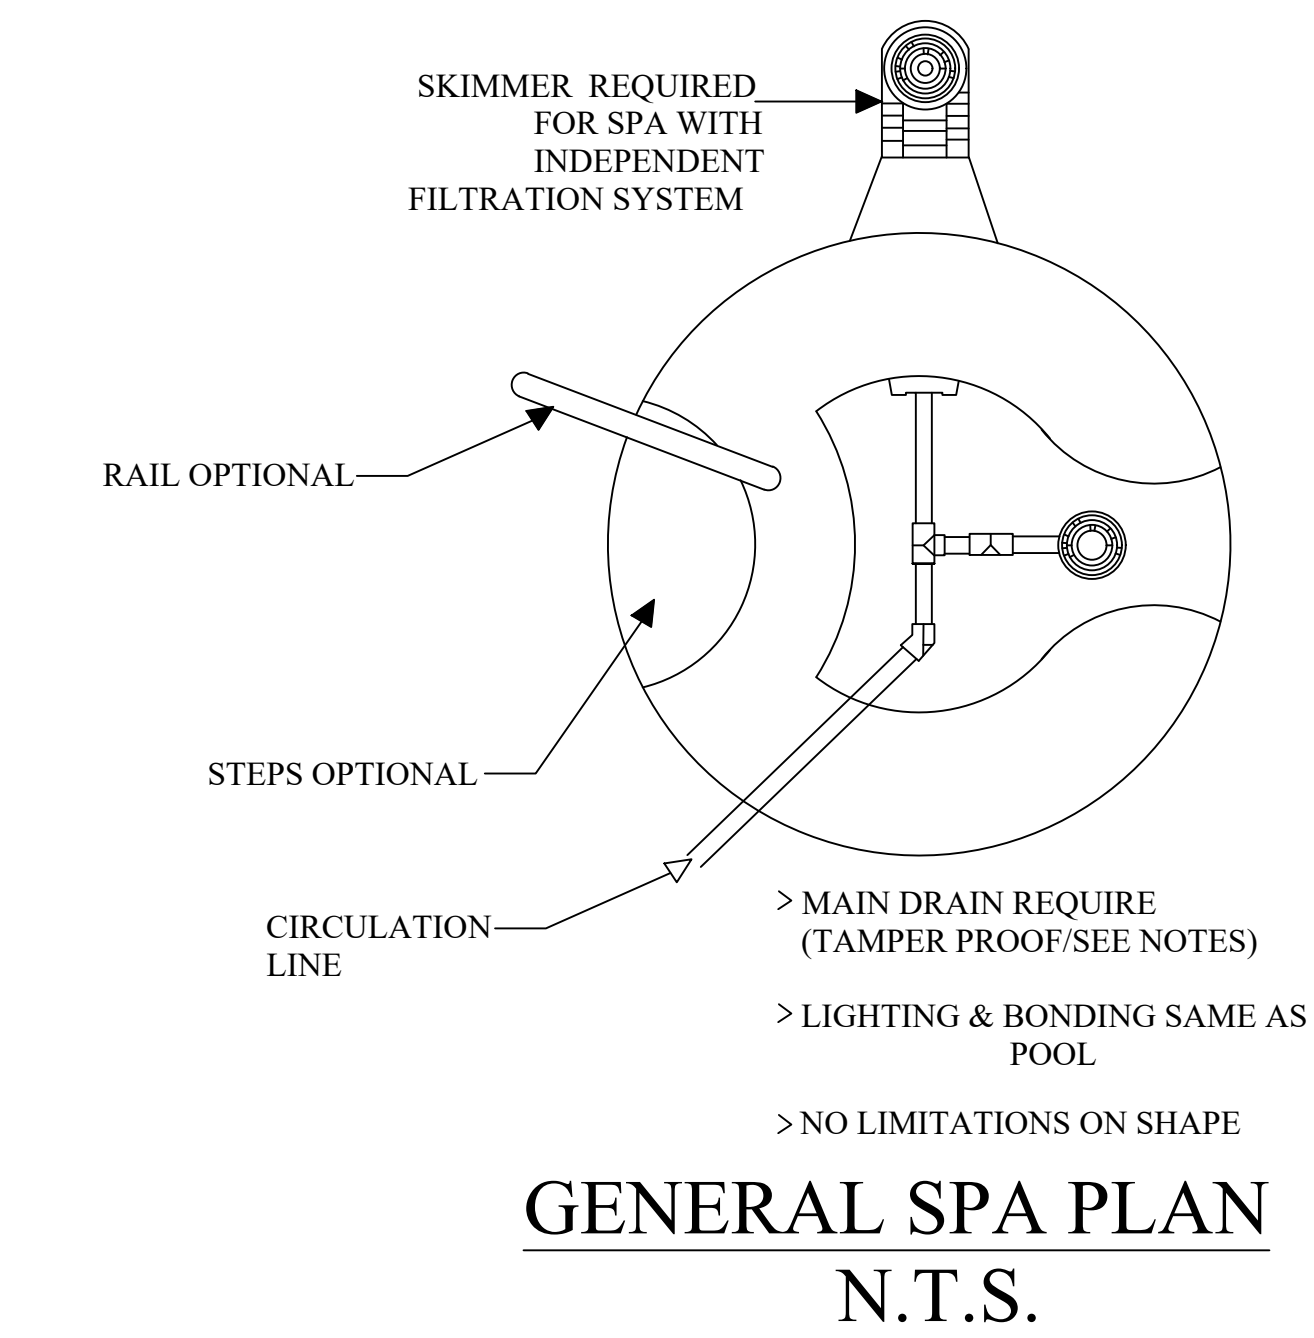 SKIMMER REQUIRED
FOR SPA WITH
INDEPENDENT
FILTRATION SYSTEM
RAIL OPTIONAL
STEPS OPTIONAL
CIRCULATION
LINE
> MAIN DRAIN REQUIRE
(TAMPER PROOF/SEE NOTES)
> LIGHTING & BONDING SAME AS
POOL
> NO LIMITATIONS ON SHAPE
GENERAL SPA PLAN
N.T.S.